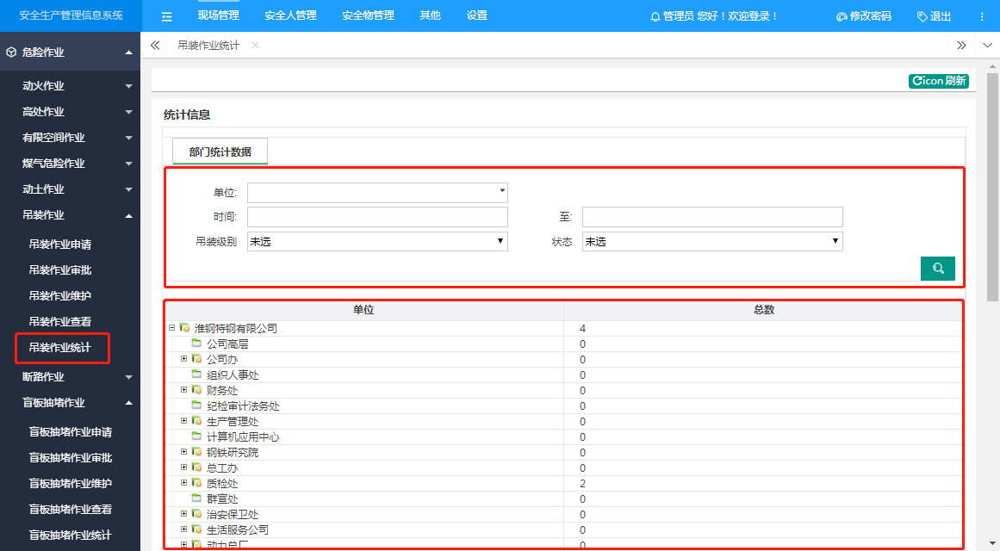 安全生产管理信息系统
现场管理 安全人管理 安全物管理 其他 设置
管理员 您好！欢迎登录！
修改密码 退出
吊装作业统计
危险作业
动火作业
高处作业
有限空间作业
煤气危险作业
动土作业
吊装作业
吊装作业申请
吊装作业审批
吊装作业维护
吊装作业查看
吊装作业统计
断路作业
盲板抽堵作业
盲板抽堵作业申请
盲板抽堵作业审批
盲板抽堵作业维护
盲板抽堵作业查看
盲板抽堵作业统计
icon 刷新
统计信息
部门统计数据
单位:
时间: 至:
吊装级别 未选 状态 未选
单位 总数
淮钢特钢有限公司 4
公司高层 0
公司办 0
组织人事处 0
财务处 0
纪检审计法务处 0
生产管理处 0
计算机应用中心 0
钢铁研究院 0
总工办 0
质检处 2
群宣处 0
治安保卫处 0
生活服务公司 0
动力总厂 0